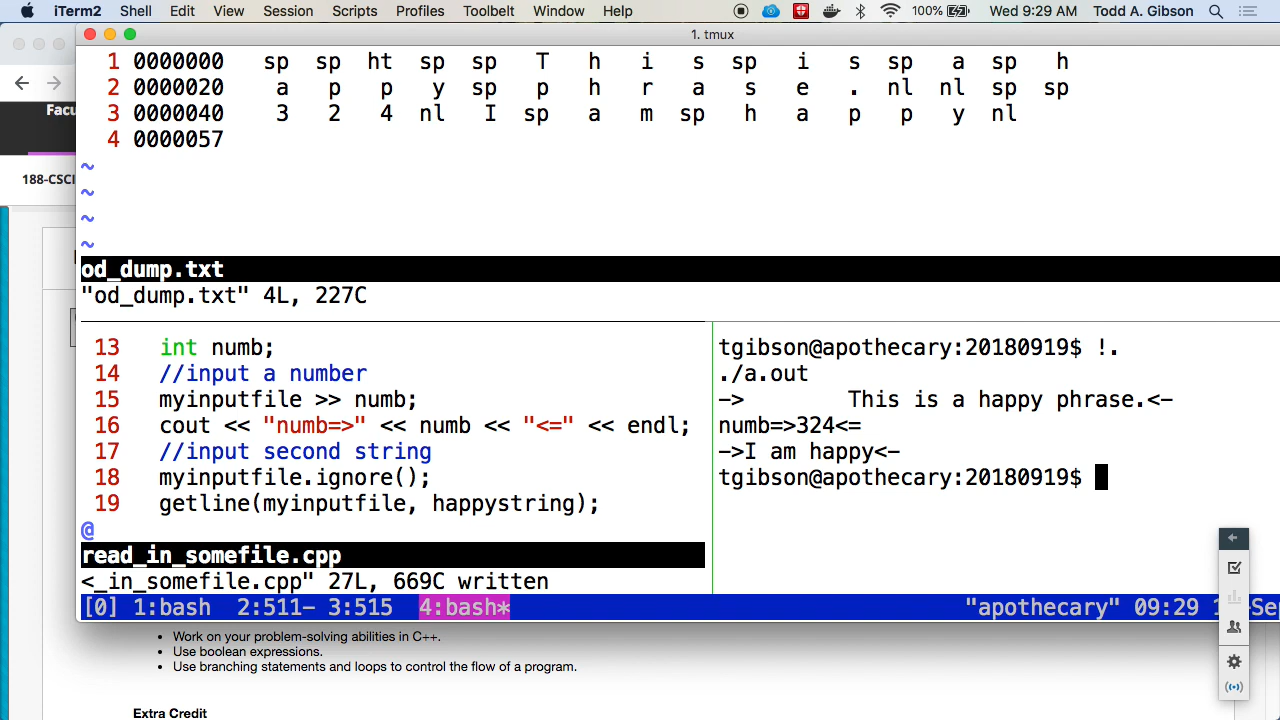 iTerm2 Shell Edit View Session Scripts Profiles Toolbelt Window Help 100% Wed 9:29 AM Todd A. Gibson
1. tmux
1 0000000 sp sp ht sp sp T h i s sp i s sp a sp h
2 0000020 a p p y sp p h r a s e . nl nl sp sp
3 0000040 3 2 4 nl I sp a m sp h a p p y nl
4 0000057
~
~
~
~
od_dump.txt
"od_dump.txt" 4L, 227C
13 int numb;
14 //input a number
15 myinputfile >> numb;
16 cout << "numb=>" << numb << "<=" << endl;
17 //input second string
18 myinputfile.ignore();
19 getline(myinputfile, happystring);
@
read_in_somefile.cpp
<_in_somefile.cpp" 27L, 669C written
tgibson@apothecary:20180919$ !.
./a.out
->        This is a happy phrase.<-
numb=>324<=
->I am happy<-
tgibson@apothecary:20180919$
[0] 1:bash 2:511- 3:515 4:bash* "apothecary" 09:29
Facu
188-CSCI
• Work on your problem-solving abilities in C++.
• Use boolean expressions.
• Use branching statements and loops to control the flow of a program.
Extra Credit